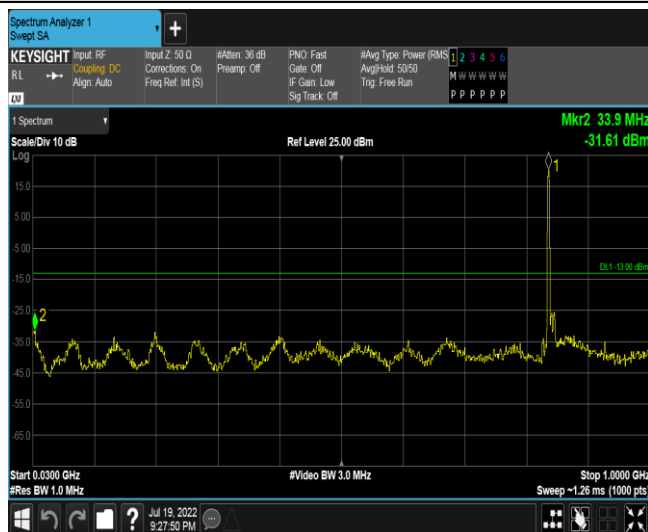 Spectrum Analyzer 1
Swept SA
+
KEYSIGHT Input: RF Input Z: 50 Ω #Atten: 36 dB PNO: Fast #Avg Type: Power (RMS 1 2 3 4 5 6
RL Coupling: DC Corrections: On Preamp: Off Gate: Off Avg|Hold: 50/50 M W W W W W
Align: Auto Freq Ref: Int (S) IF Gain: Low Trig: Free Run
Sig Track: Off P P P P P P
LXI
1 Spectrum Mkr2 33.9 MHz
Scale/Div 10 dB Ref Level 25.00 dBm -31.61 dBm
Log
1
15.0
5.00
-5.00
DL1 -13.00 dBm
-15.0
-25.0
2
-35.0
-45.0
-55.0
-65.0
Start 0.0300 GHz #Video BW 3.0 MHz Stop 1.0000 GHz
#Res BW 1.0 MHz Sweep ~1.26 ms (1000 pts)
? Jul 19, 2022
9:27:50 PM